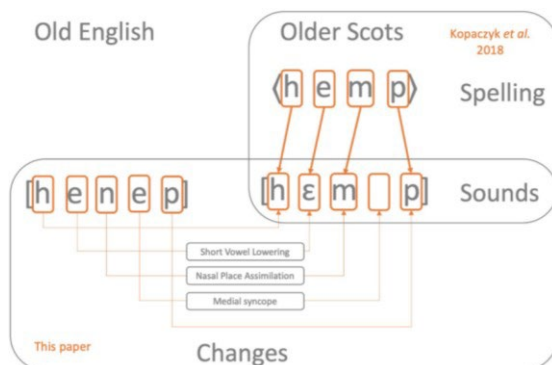 Old English
Older Scots
Kopaczyk et al.
2018
⟨h e m p⟩
Spelling
[h e n e p]
[h ɛ m p]
Sounds
Short Vowel Lowering
Nasal Place Assimilation
Medial syncope
This paper
Changes